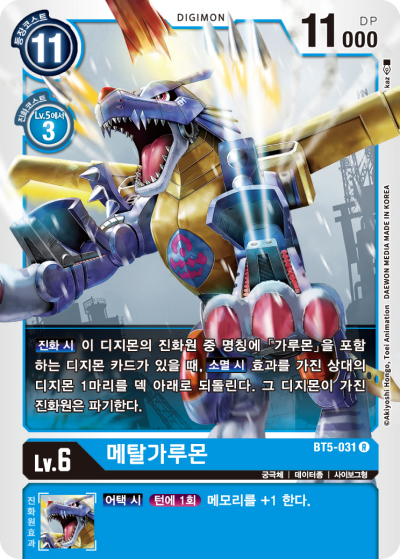 등장코스트
11
DIGIMON
DP
11000
진화코스트
Lv.5에서
3
kaz
©Akiyoshi Hongo, Toei Animation DAEWON MEDIA MADE IN KOREA
진화 시 이 디지몬의 진화원 중 명칭에 「가루몬」을 포함
하는 디지몬 카드가 있을 때, 소멸 시 효과를 가진 상대의
디지몬 1마리를 덱 아래로 되돌린다. 그 디지몬이 가진
진화원은 파기한다.
BT5-031 R
Lv.6
메탈가루몬
궁극체 | 데이터종 | 사이보그형
진화원효과
어택 시 턴에 1회 메모리를 +1 한다.